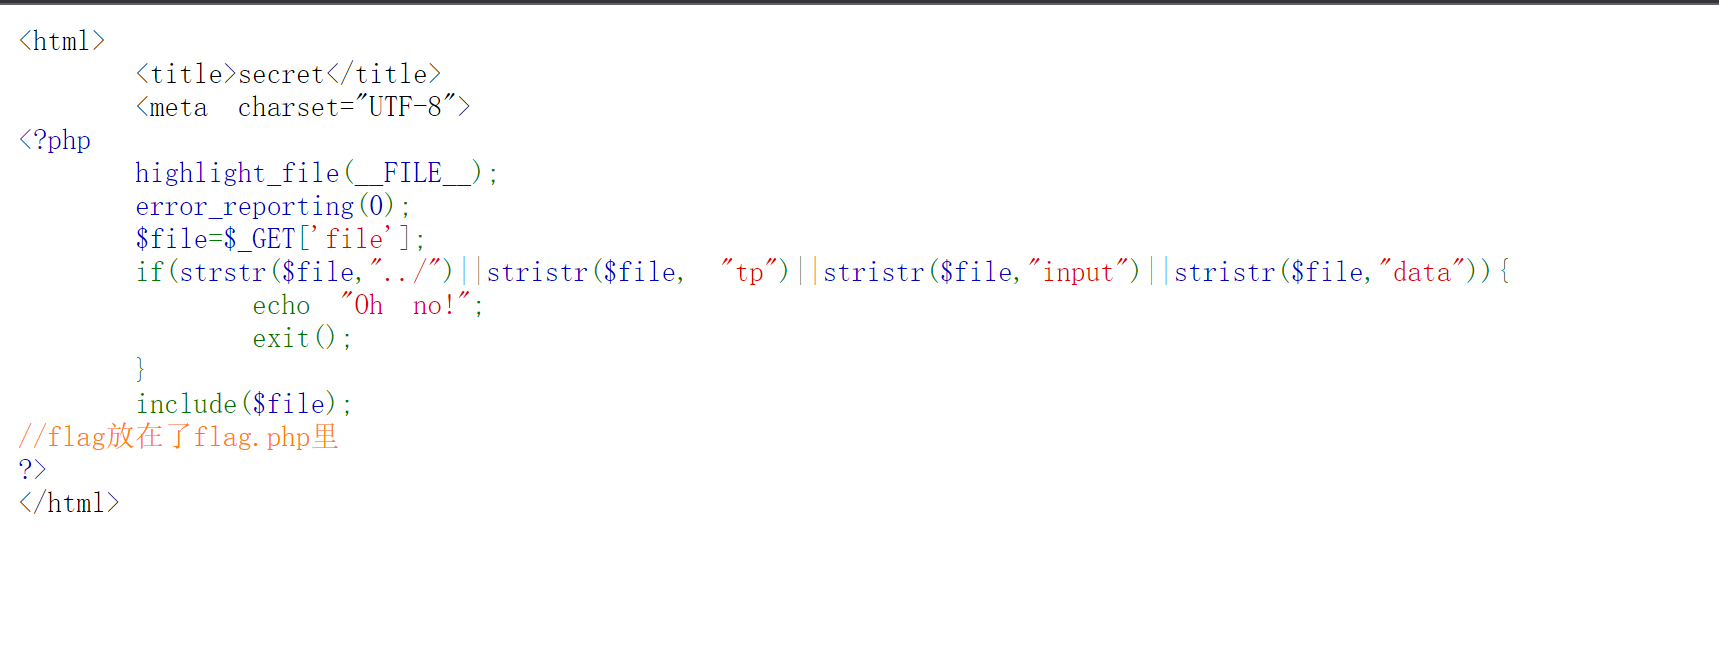 <html>
<title>secret</title>
<meta charset="UTF-8">
<?php
highlight_file(__FILE__);
error_reporting(0);
$file=$_GET['file'];
if(strstr($file,"../")||stristr($file, "tp")||stristr($file,"input")||stristr($file,"data")){
echo "Oh no!";
exit();
}
include($file);
//flag放在了flag.php里
?>
</html>